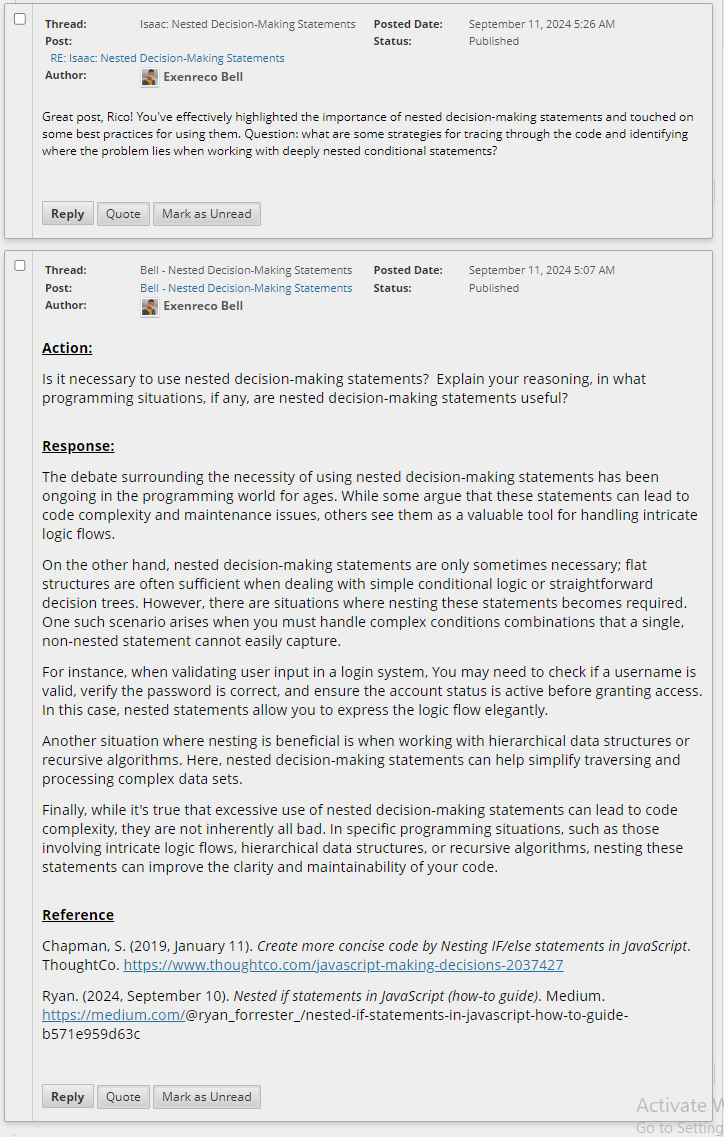 Thread: Isaac: Nested Decision-Making Statements Posted Date: September 11, 2024 5:26 AM
Post: Status: Published
RE: Isaac: Nested Decision-Making Statements
Author: Exenreco Bell
Great post, Rico! You've effectively highlighted the importance of nested decision-making statements and touched on
some best practices for using them. Question: what are some strategies for tracing through the code and identifying
where the problem lies when working with deeply nested conditional statements?
Reply Quote Mark as Unread
Thread: Bell - Nested Decision-Making Statements Posted Date: September 11, 2024 5:07 AM
Post: Bell - Nested Decision-Making Statements Status: Published
Author: Exenreco Bell
Action:
Is it necessary to use nested decision-making statements?  Explain your reasoning, in what
programming situations, if any, are nested decision-making statements useful?
Response:
The debate surrounding the necessity of using nested decision-making statements has been
ongoing in the programming world for ages. While some argue that these statements can lead to
code complexity and maintenance issues, others see them as a valuable tool for handling intricate
logic flows.
On the other hand, nested decision-making statements are only sometimes necessary; flat
structures are often sufficient when dealing with simple conditional logic or straightforward
decision trees. However, there are situations where nesting these statements becomes required.
One such scenario arises when you must handle complex conditions combinations that a single,
non-nested statement cannot easily capture.
For instance, when validating user input in a login system, You may need to check if a username is
valid, verify the password is correct, and ensure the account status is active before granting access.
In this case, nested statements allow you to express the logic flow elegantly.
Another situation where nesting is beneficial is when working with hierarchical data structures or
recursive algorithms. Here, nested decision-making statements can help simplify traversing and
processing complex data sets.
Finally, while it's true that excessive use of nested decision-making statements can lead to code
complexity, they are not inherently all bad. In specific programming situations, such as those
involving intricate logic flows, hierarchical data structures, or recursive algorithms, nesting these
statements can improve the clarity and maintainability of your code.
Reference
Chapman, S. (2019, January 11). Create more concise code by Nesting IF/else statements in JavaScript.
ThoughtCo. https://www.thoughtco.com/javascript-making-decisions-2037427
Ryan. (2024, September 10). Nested if statements in JavaScript (how-to guide). Medium.
https://medium.com/@ryan_forrester_/nested-if-statements-in-javascript-how-to-guide-
b571e959d63c
Reply Quote Mark as Unread
Activate W
Go to Setting